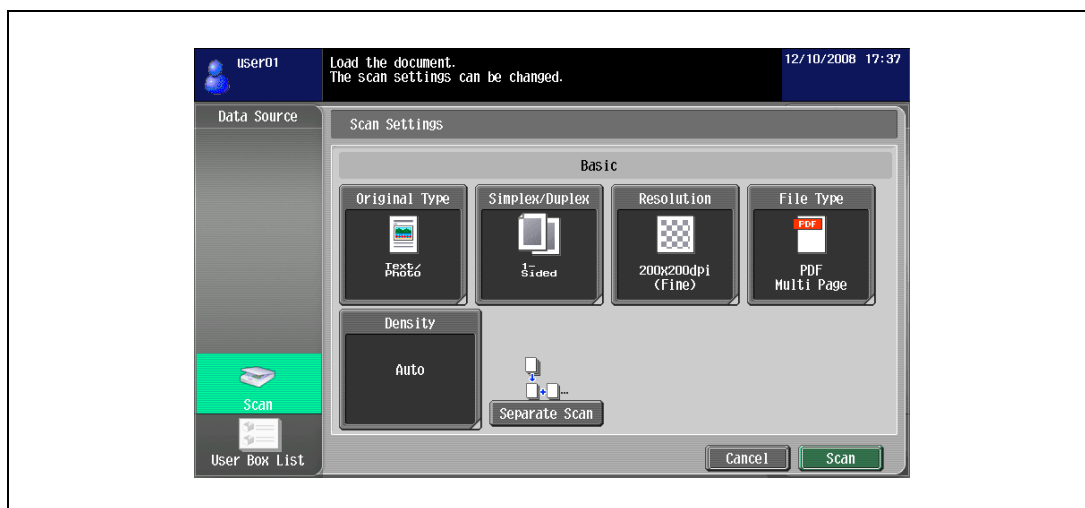 user01
Load the document.
The scan settings can be changed.
12/10/2008 17:37
Data Source
Scan Settings
Basic
Original Type
Text/
Photo
Simplex/Duplex
1-
Sided
Resolution
200x200dpi
(Fine)
File Type
PDF
PDF
Multi Page
Density
Auto
Separate Scan
Scan
User Box List
Cancel
Scan